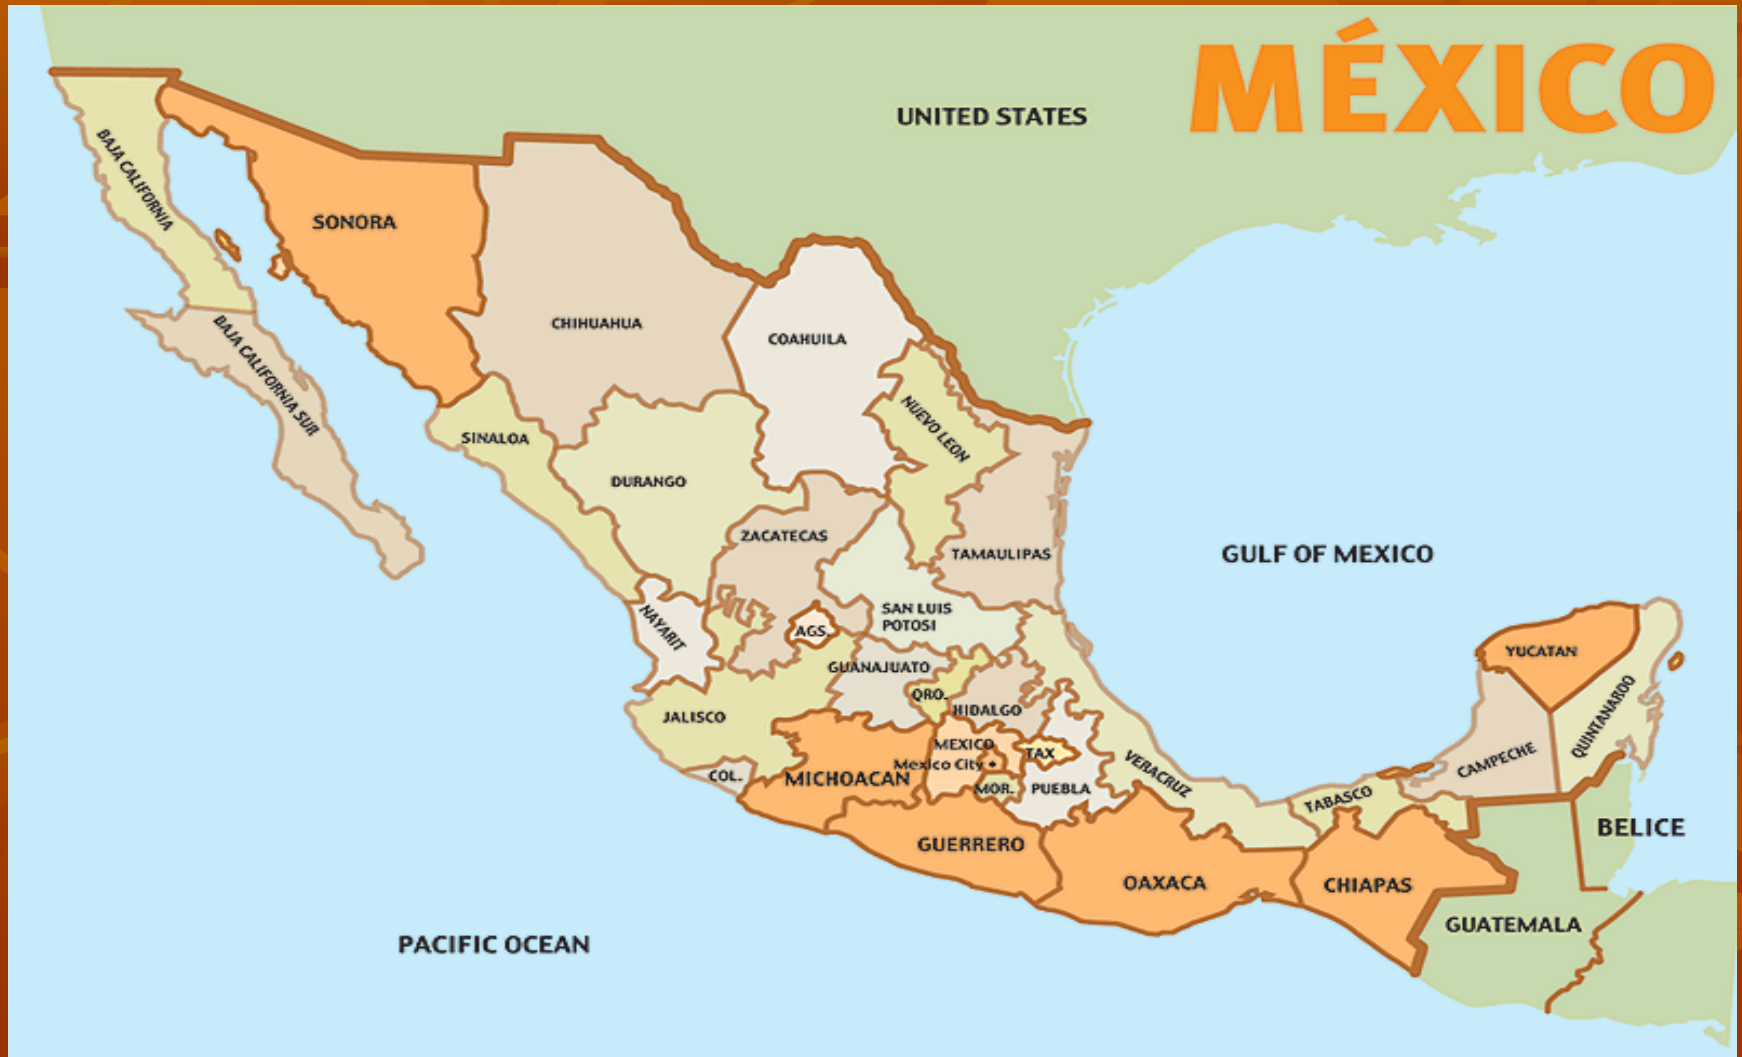 MÉXICO
UNITED STATES
BAJA CALIFORNIA
SONORA
CHIHUAHUA
COAHUILA
BAJA CALIFORNIA SUR
NUEVO LEON
SINALOA
DURANGO
ZACATECAS
TAMAULIPAS
GULF OF MEXICO
SAN LUIS
POTOSI
NAYARIT
AGS.
YUCATAN
GUANAJUATO
QRO.
HIDALGO
JALISCO
QUINTANAROO
MEXICO
TAX
Mexico City
COL.
MICHOACAN
MOR.
PUEBLA
VERACRUZ
CAMPECHE
TABASCO
BELICE
GUERRERO
OAXACA
CHIAPAS
GUATEMALA
PACIFIC OCEAN